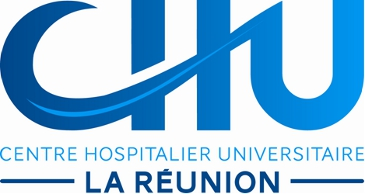 CHU
CENTRE HOSPITALIER UNIVERSITAIRE
LA RÉUNION